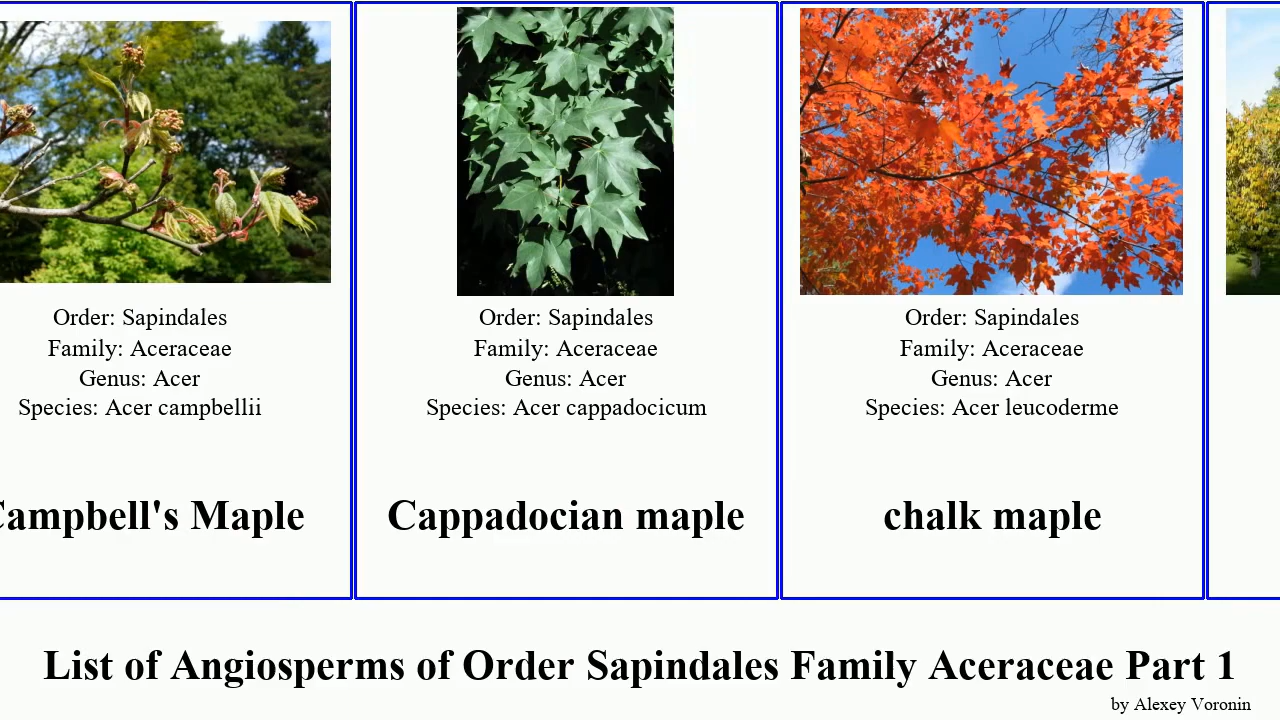 Order: Sapindales
Family: Aceraceae
Genus: Acer
Species: Acer campbellii
Campbell's Maple
Order: Sapindales
Family: Aceraceae
Genus: Acer
Species: Acer cappadocicum
Cappadocian maple
Order: Sapindales
Family: Aceraceae
Genus: Acer
Species: Acer leucoderme
chalk maple
List of Angiosperms of Order Sapindales Family Aceraceae Part 1
by Alexey Voronin